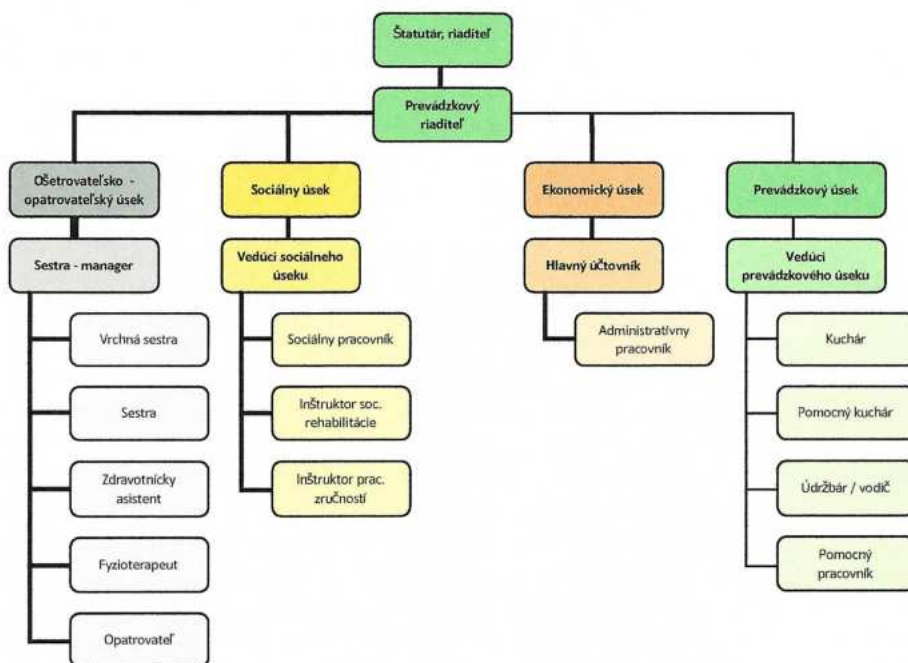 Štatutár, riaditeľ
Prevádzkový
riaditeľ
Ošetrovateľsko -
opatrovateľský úsek
Sociálny úsek
Ekonomický úsek
Prevádzkový úsek
Sestra - manager
Vedúci sociálneho
úseku
Hlavný účtovník
Vedúci
prevádzkového úseku
Vrchná sestra
Sociálny pracovník
Administratívny
pracovník
Kuchár
Sestra
Inštruktor soc.
rehabilitácie
Pomocný kuchár
Zdravotnícky
asistent
Inštruktor prac.
zručností
Údržbár / vodič
Fyzioterapeut
Pomocný
pracovník
Opatrovateľ